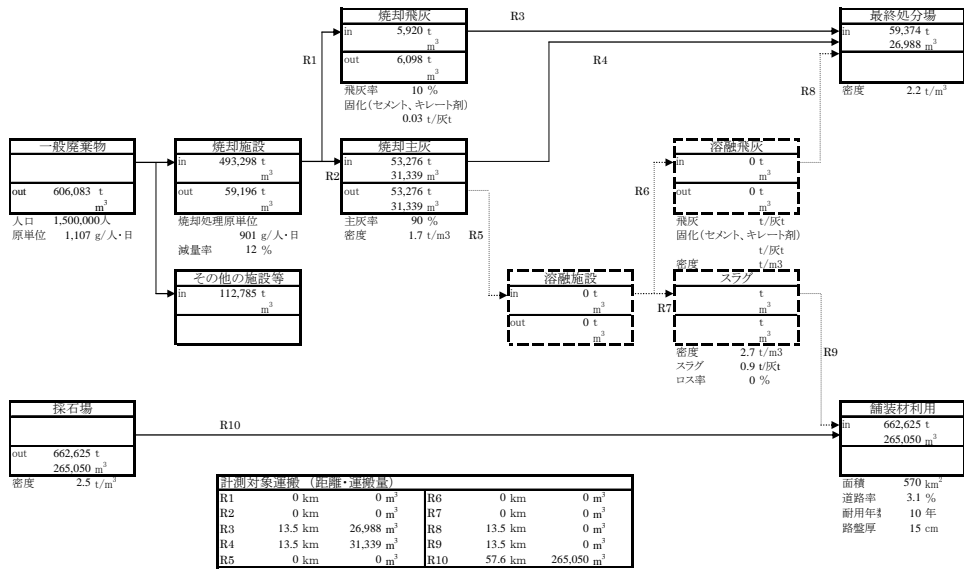 焼却飛灰
in 5,920 t
m³
out 6,098 t
m³
飛灰率 10 %
固化(セメント、キレート剤)
0.03 t/灰t
R3
R1
R4
最終処分場
in 59,374 t
26,988 m³
密度 2.2 t/m³
R8
一般廃棄物
out 606,083 t
m³
人口 1,500,000人
原単位 1,107 g/人・日
焼却施設
in 493,298 t
m³
out 59,196 t
m³
焼却処理原単位
901 g/人・日
減量率 12 %
R2
焼却主灰
in 53,276 t
31,339 m³
out 53,276 t
31,339 m³
主灰率 90 %
密度 1.7 t/m3
R5
R6
溶融飛灰
in 0 t
m³
out 0 t
m³
飛灰 t/灰t
固化(セメント、キレート剤)
t/灰t
密度 t/m3
その他の施設等
in 112,785 t
m³
溶融施設
in 0 t
m³
out 0 t
m³
R7
スラグ
t
m³
t
m³
密度 2.7 t/m3
スラグ 0.9 t/灰t
ロス率 0 %
R9
採石場
out 662,625 t
265,050 m³
密度 2.5 t/m³
R10
舗装材利用
in 662,625 t
265,050 m³
面積 570 km²
道路率 3.1 %
耐用年 10 年
路盤厚 15 cm
計測対象運搬 (距離・運搬量)
R1 0 km 0 m³ R6 0 km 0 m³
R2 0 km 0 m³ R7 0 km 0 m³
R3 13.5 km 26,988 m³ R8 13.5 km 0 m³
R4 13.5 km 31,339 m³ R9 13.5 km 0 m³
R5 0 km 0 m³ R10 57.6 km 265,050 m³